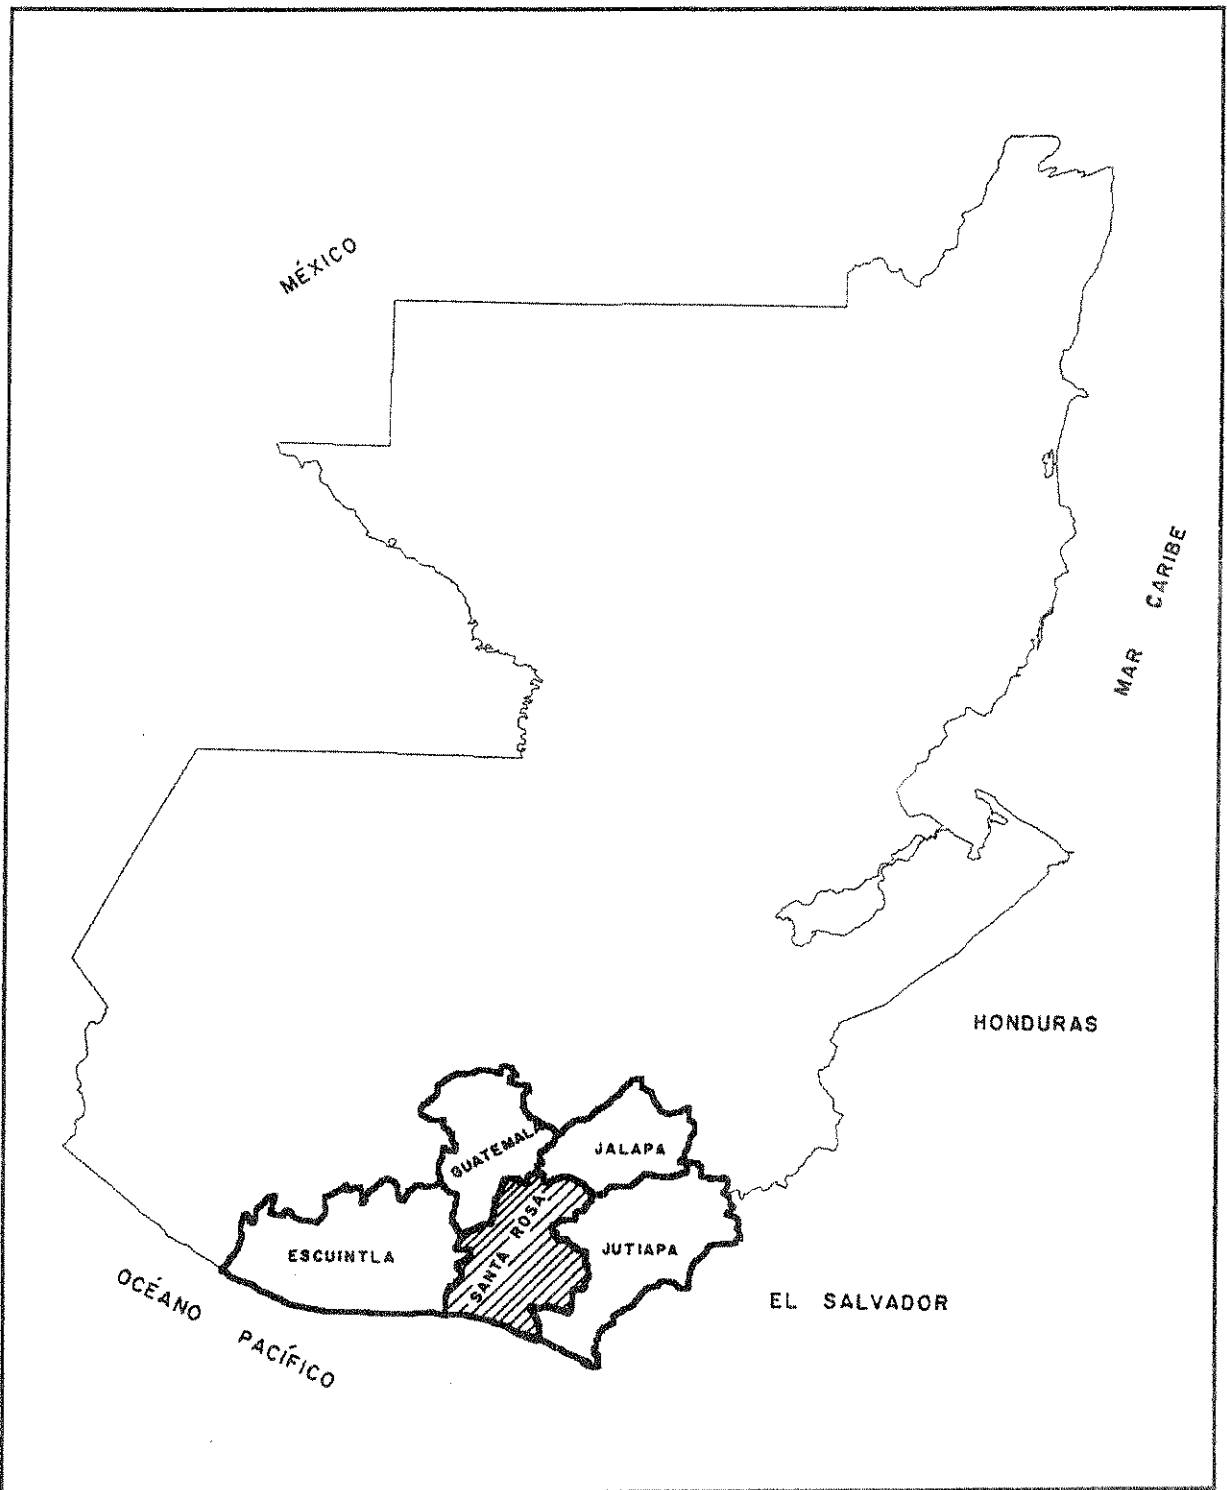 MÉXICO
MAR CARIBE
HONDURAS
GUATEMALA
JALAPA
SANTA ROSA
ESCUINTLA
JUTIAPA
OCÉANO PACÍFICO
EL SALVADOR